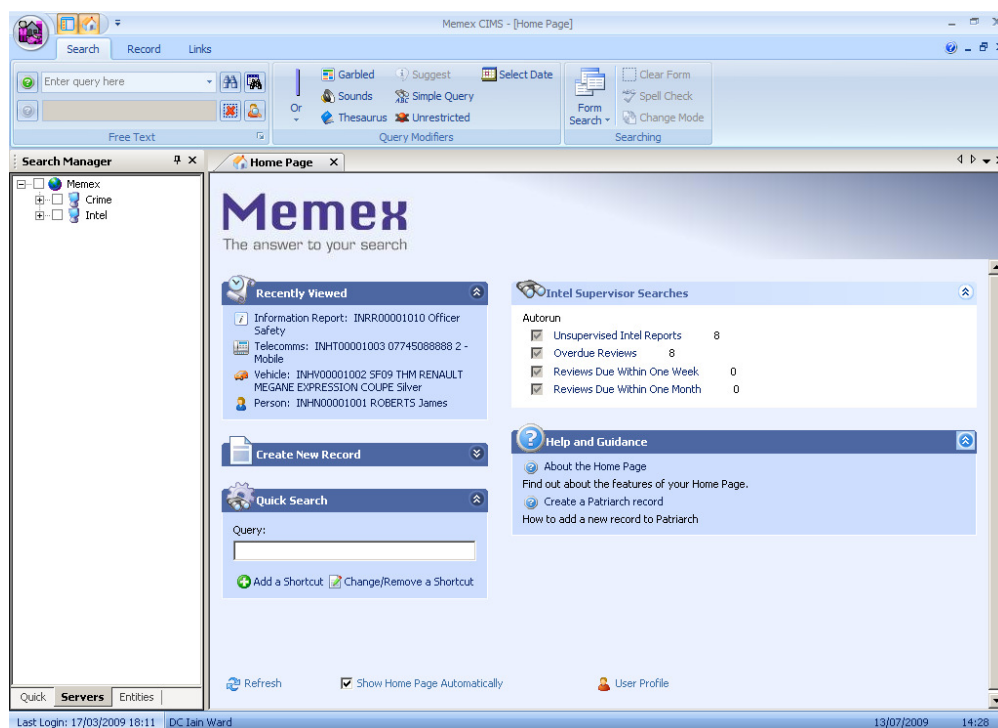 Memex CIMS - [Home Page]
Search Record Links
Enter query here
Free Text
Or
Garbled Suggest Select Date
Sounds Simple Query
Thesaurus Unrestricted
Query Modifiers
Form Search
Clear Form
Spell Check
Change Mode
Searching
Search Manager
Memex
Crime
Intel
Quick Servers Entities
Home Page
Memex
The answer to your search
Recently Viewed
Information Report: INRR00001010 Officer
Safety
Telecomms: INHT00001003 07745088888 2 -
Mobile
Vehicle: INHV00001002 SF09 THM RENAULT
MEGANE EXPRESSION COUPE Silver
Person: INHN00001001 ROBERTS James
Create New Record
Quick Search
Query:
Add a Shortcut Change/Remove a Shortcut
Intel Supervisor Searches
Autorun
Unsupervised Intel Reports 8
Overdue Reviews 8
Reviews Due Within One Week 0
Reviews Due Within One Month 0
Help and Guidance
About the Home Page
Find out about the features of your Home Page.
Create a Patriarch record
How to add a new record to Patriarch
Refresh Show Home Page Automatically User Profile
Last Login: 17/03/2009 18:11 DC Iain Ward 13/07/2009 14:28